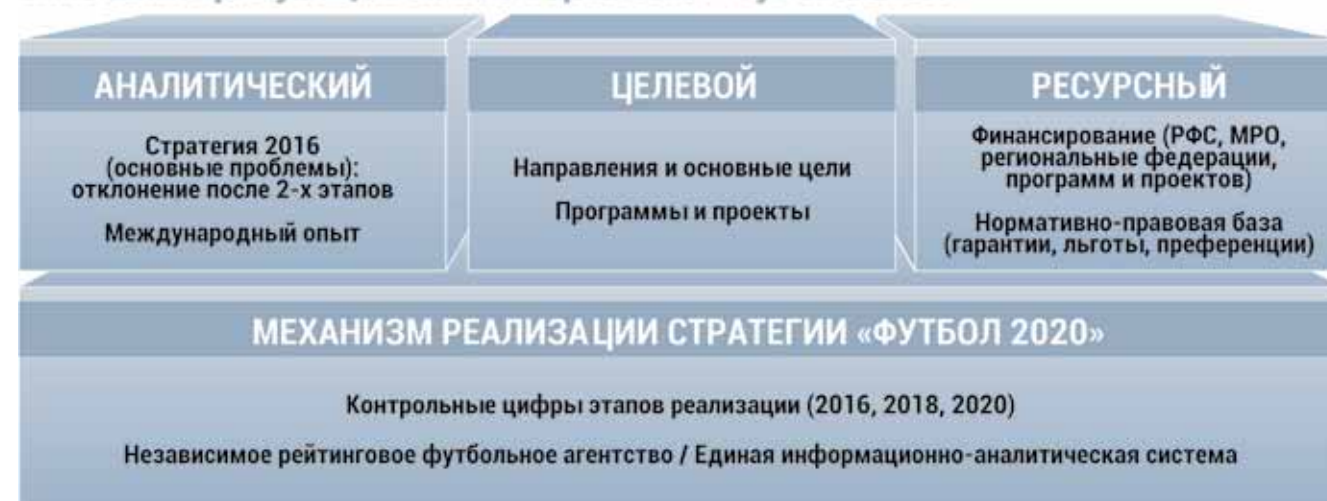 АНАЛИТИЧЕСКИЙ
Стратегия 2016
(основные проблемы):
отклонение после 2-х этапов
Международный опыт
ЦЕЛЕВОЙ
Направления и основные цели
Программы и проекты
РЕСУРСНЫЙ
Финансирование (РФС, МРО,
региональные федерации,
программ и проектов)
Нормативно-правовая база
(гарантии, льготы, преференции)
МЕХАНИЗМ РЕАЛИЗАЦИИ СТРАТЕГИИ «ФУТБОЛ 2020»
Контрольные цифры этапов реализации (2016, 2018, 2020)
Независимое рейтинговое футбольное агентство / Единая информационно-аналитическая система